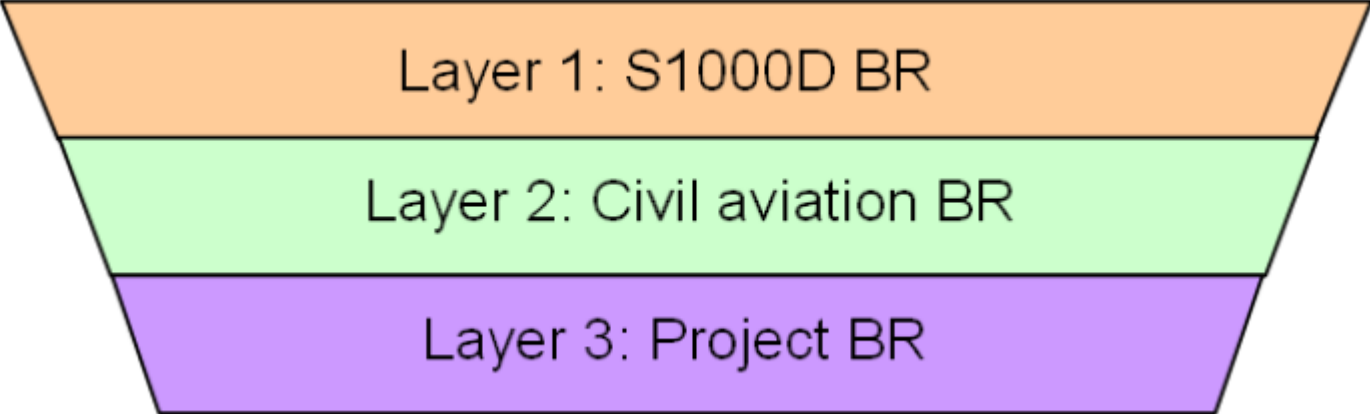 Layer 1: S1000D BR
Layer 2: Civil aviation BR
Layer 3: Project BR